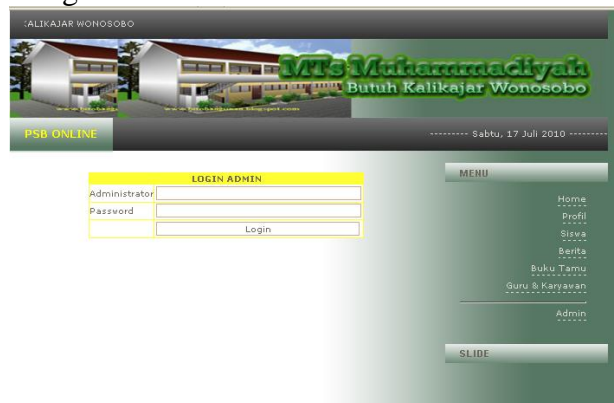 KALIKAJAR WONOSOBO
MTs Muhammadiyah
Butuh Kalikajar Wonosobo
PSB ONLINE
--------- Sabtu, 17 Juli 2010 ---------
LOGIN ADMIN
Administrator
Password
Login
MENU
Home
Profil
Siswa
Berita
Buku Tamu
Guru & Karyawan
Admin
SLIDE